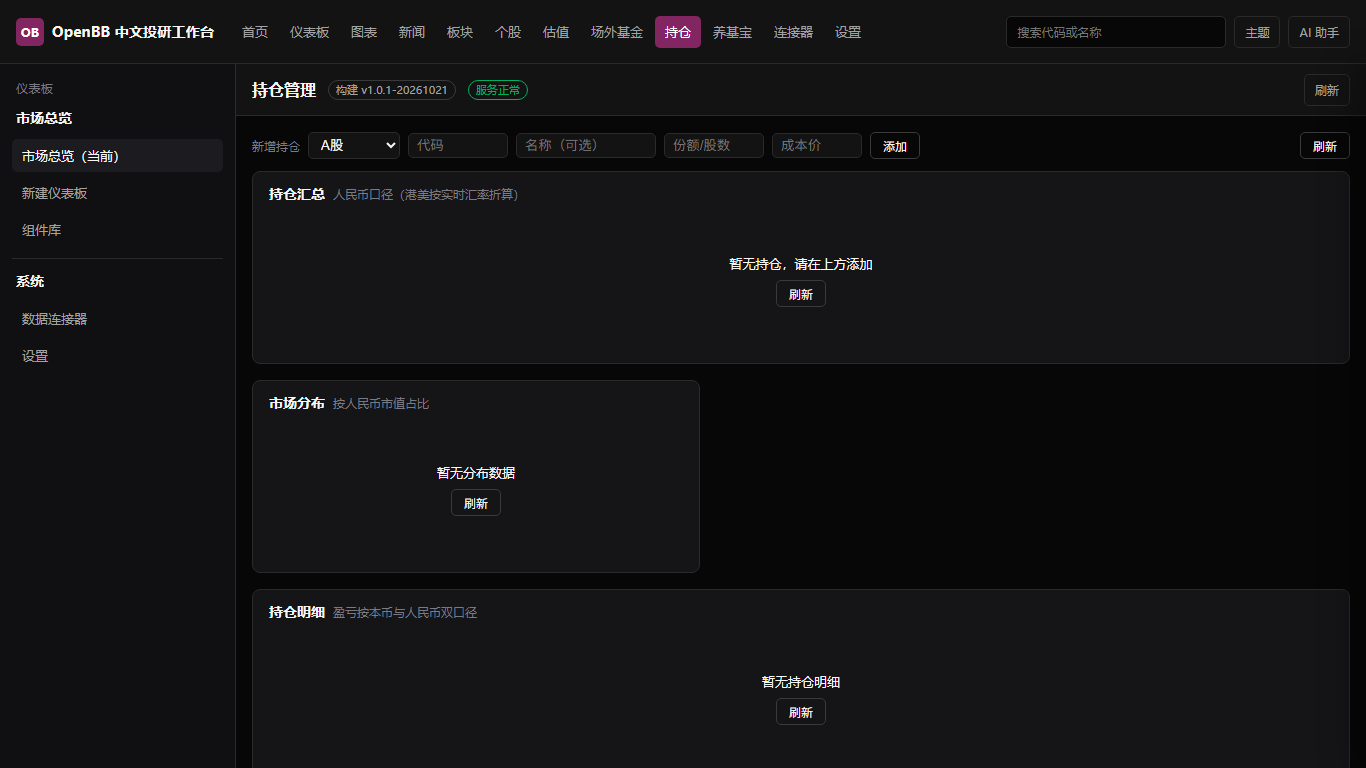 OB OpenBB 中文投研工作台 首页 仪表板 图表 新闻 板块 个股 估值 场外基金 持仓 养基宝 连接器 设置 搜索代码或名称 主题 AI 助手
仪表板
市场总览
市场总览（当前）
新建仪表板
组件库
系统
数据连接器
设置
持仓管理 构建 v1.0.1-20261021 服务正常 刷新
新增持仓 A股 代码 名称（可选） 份额/股数 成本价 添加 刷新
持仓汇总 人民币口径（港美按实时汇率折算）
暂无持仓，请在上方添加
刷新
市场分布 按人民币市值占比
暂无分布数据
刷新
持仓明细 盈亏按本币与人民币双口径
暂无持仓明细
刷新